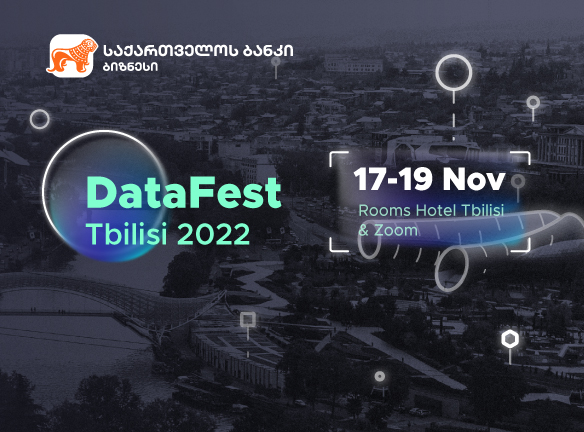 საქართველოს ბანკი
ბიზნესი
DataFest
Tbilisi 2022
17-19 Nov
Rooms Hotel Tbilisi
& Zoom